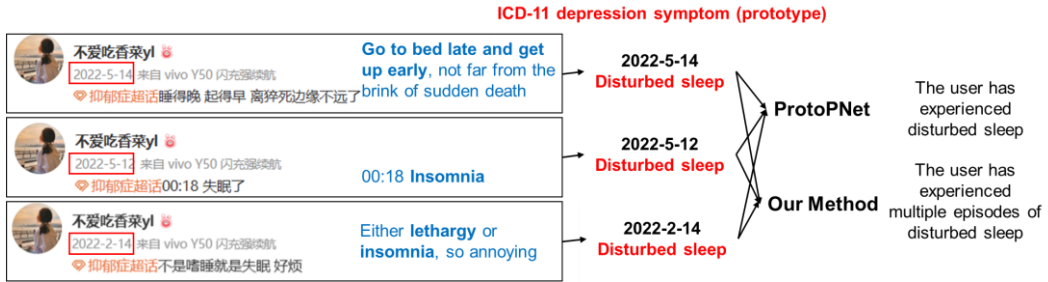 ICD-11 depression symptom (prototype)
不爱吃香菜yl
2022-5-14 来自 vivo Y50 闪充强续航
抑郁症超话睡得晚 起得早 离猝死边缘不远了
Go to bed late and get
up early, not far from the
brink of sudden death
2022-5-14
Disturbed sleep
不爱吃香菜yl
2022-5-12 来自 vivo Y50 闪充强续航
抑郁症超话00:18 失眠了
00:18 Insomnia
2022-5-12
Disturbed sleep
不爱吃香菜yl
2022-2-14 来自 vivo Y50 闪充强续航
抑郁症超话不是嗜睡就是失眠 好烦
Either lethargy or
insomnia, so annoying
2022-2-14
Disturbed sleep
ProtoPNet
The user has
experienced
disturbed sleep
Our Method
The user has
experienced
multiple episodes of
disturbed sleep